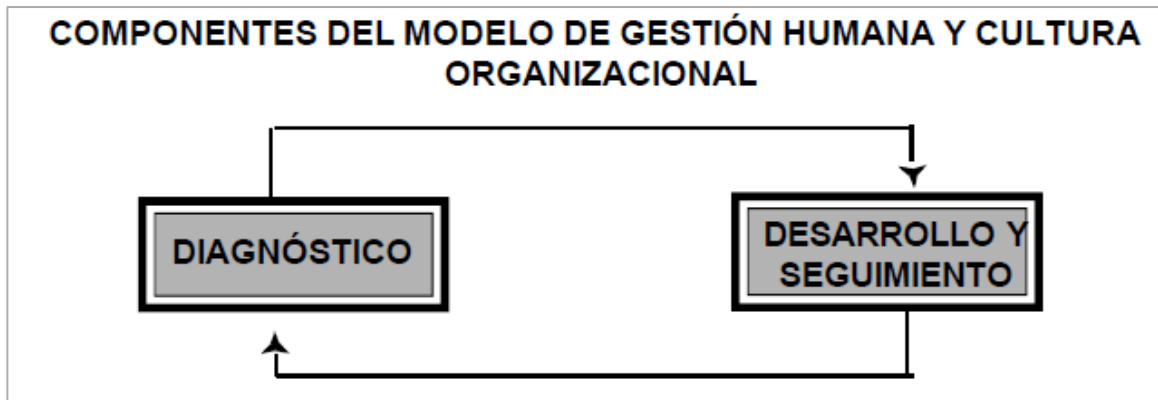 COMPONENTES DEL MODELO DE GESTIÓN HUMANA Y CULTURA
ORGANIZACIONAL
DIAGNÓSTICO
DESARROLLO Y
SEGUIMIENTO